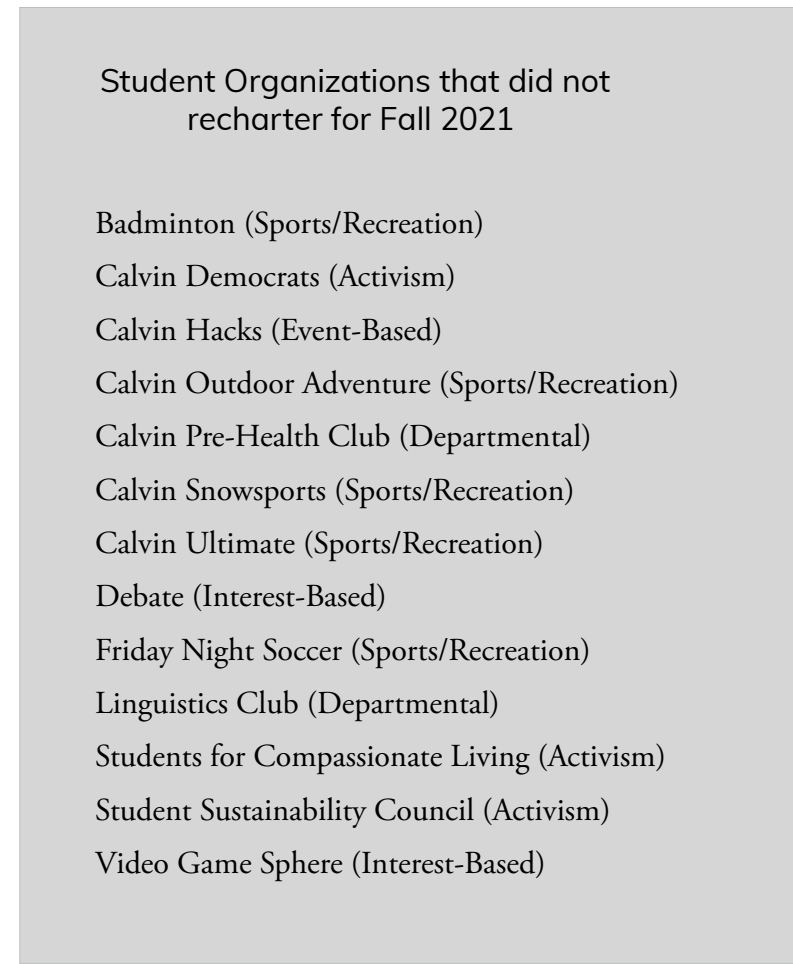 Student Organizations that did not
recharter for Fall 2021
Badminton (Sports/Recreation)
Calvin Democrats (Activism)
Calvin Hacks (Event-Based)
Calvin Outdoor Adventure (Sports/Recreation)
Calvin Pre-Health Club (Departmental)
Calvin Snowsports (Sports/Recreation)
Calvin Ultimate (Sports/Recreation)
Debate (Interest-Based)
Friday Night Soccer (Sports/Recreation)
Linguistics Club (Departmental)
Students for Compassionate Living (Activism)
Student Sustainability Council (Activism)
Video Game Sphere (Interest-Based)